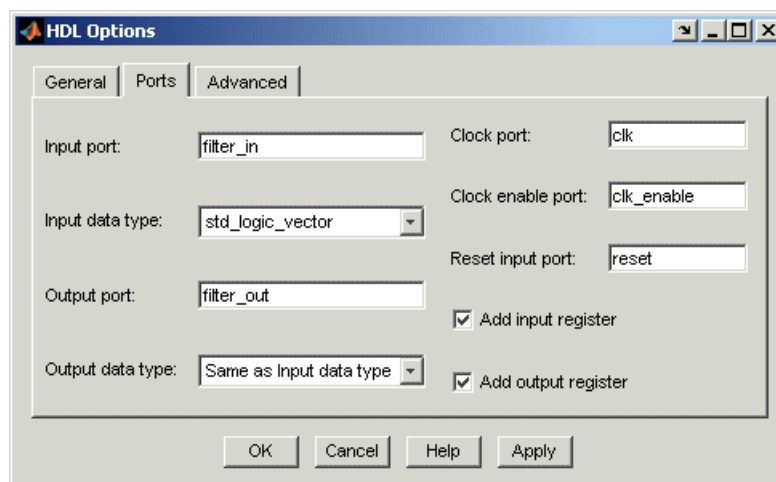 HDL Options
General Ports Advanced
Input port: filter_in
Clock port: clk
Input data type: std_logic_vector
Clock enable port: clk_enable
Reset input port: reset
Output port: filter_out
Add input register
Output data type: Same as Input data type
Add output register
OK Cancel Help Apply